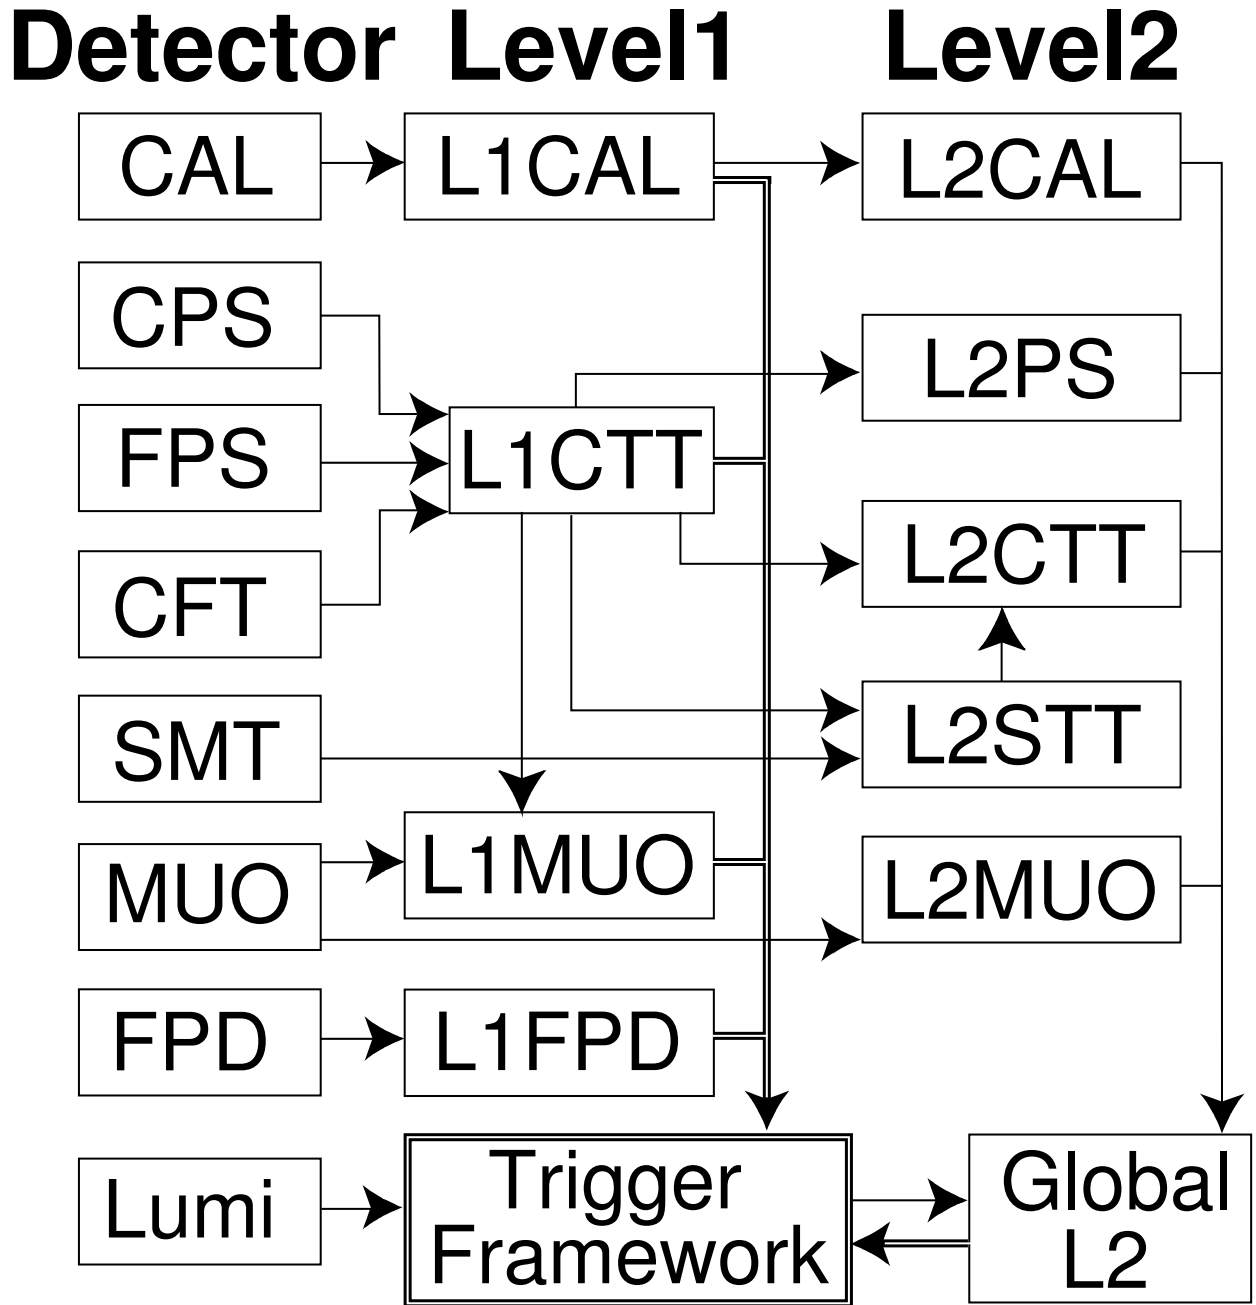 Detector Level1 Level2
CAL L1CAL L2CAL
CPS
L2PS
FPS L1CTT
CFT L2CTT
SMT L2STT
MUO L1MUO L2MUO
FPD L1FPD
Lumi
Trigger
Framework
Global
L2